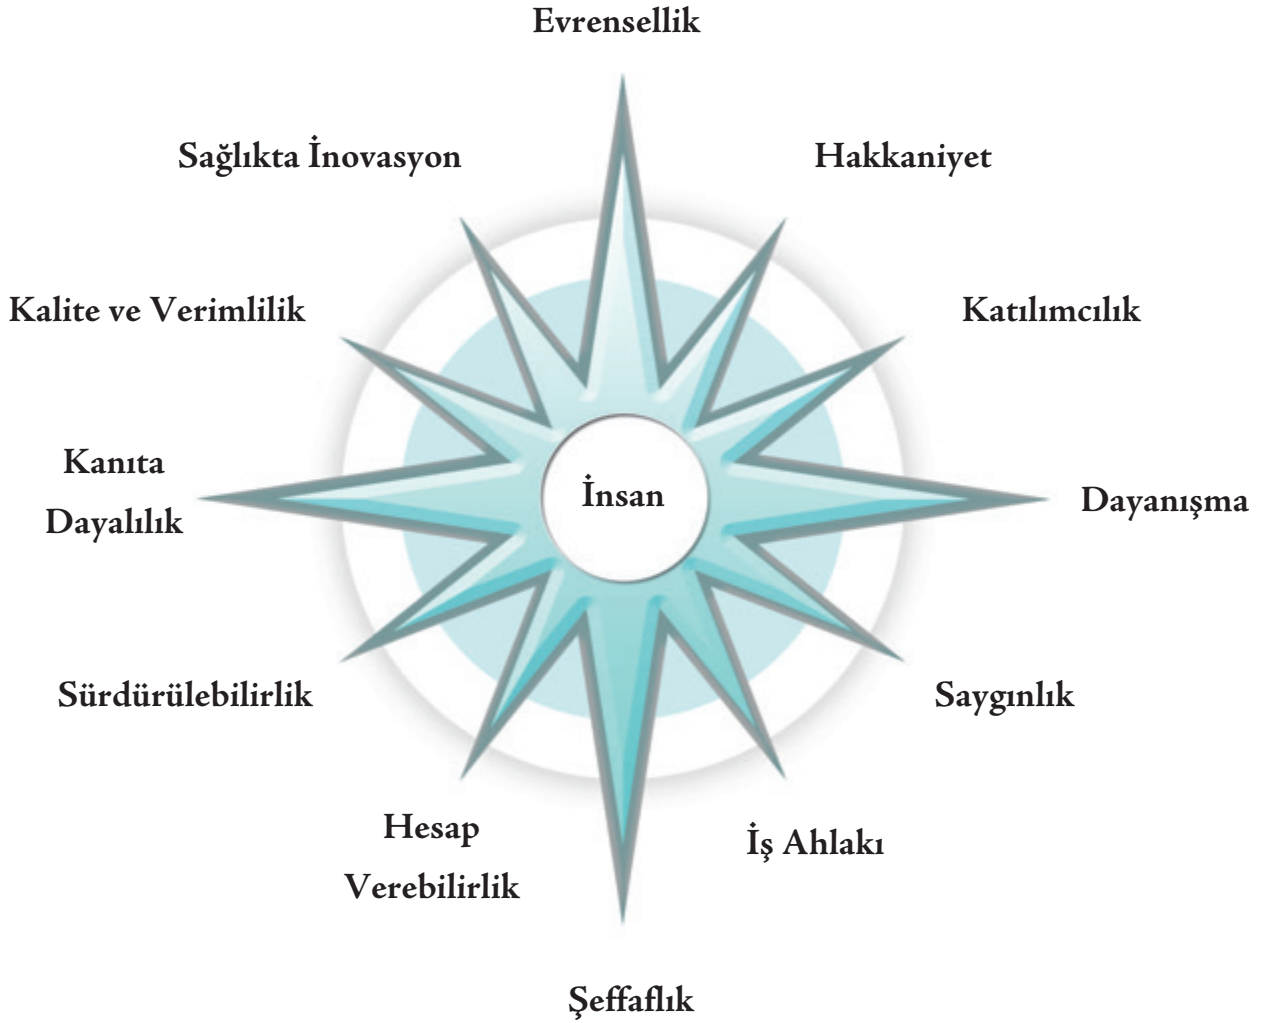 Evrensellik
Sağlıkta İnovasyon
Hakkaniyet
Kalite ve Verimlilik
Katılımcılık
Kanıta
Dayalılık
İnsan
Dayanışma
Sürdürülebilirlik
Saygınlık
Hesap
Verebilirlik
İş Ahlakı
Şeffaflık